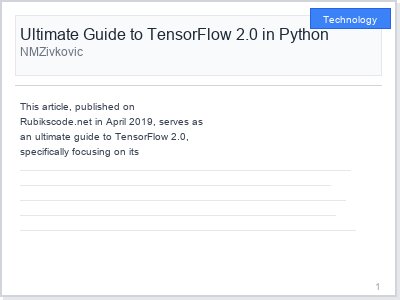 Technology
Ultimate Guide to TensorFlow 2.0 in Python
NMZivkovic
This article, published on
Rubikscode.net in April 2019, serves as
an ultimate guide to TensorFlow 2.0,
specifically focusing on its
1